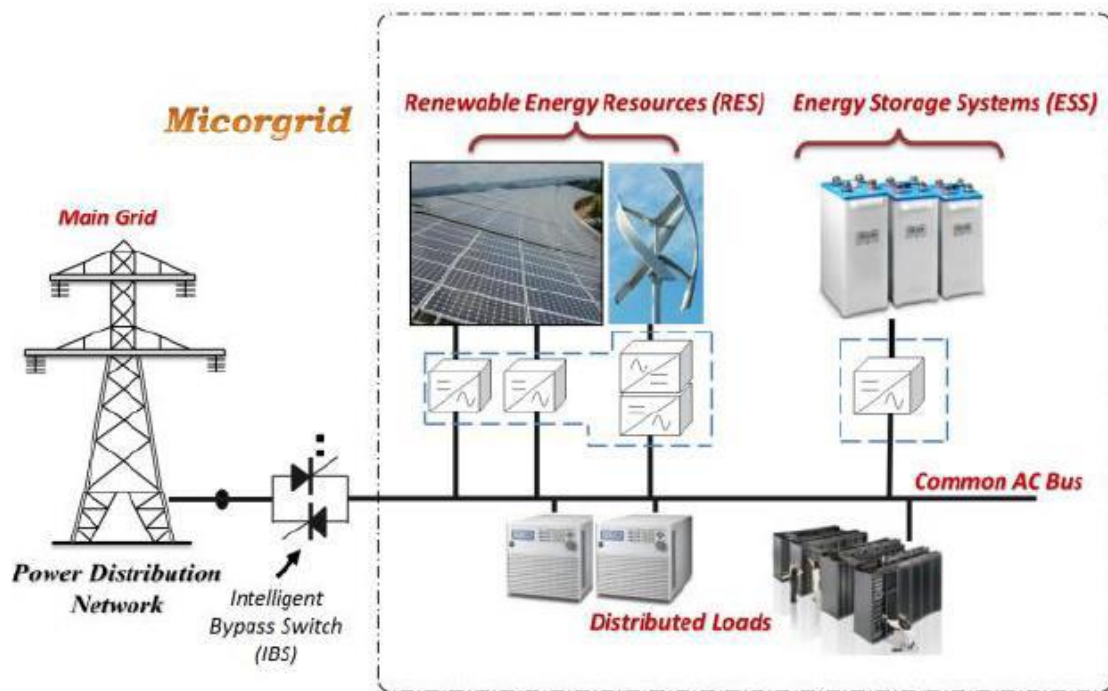 Micorgrid
Renewable Energy Resources (RES)
Energy Storage Systems (ESS)
Main Grid
Common AC Bus
Power Distribution
Network
Intelligent
Bypass Switch
(IBS)
Distributed Loads